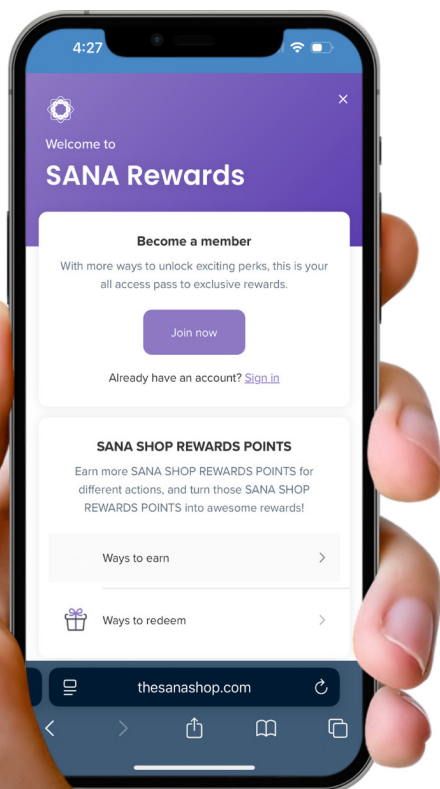 4:27
Welcome to
SANA Rewards
Become a member
With more ways to unlock exciting perks, this is your
all access pass to exclusive rewards.
Join now
Already have an account? Sign in
SANA SHOP REWARDS POINTS
Earn more SANA SHOP REWARDS POINTS for
different actions, and turn those SANA SHOP
REWARDS POINTS into awesome rewards!
Ways to earn
Ways to redeem
thesanashop.com